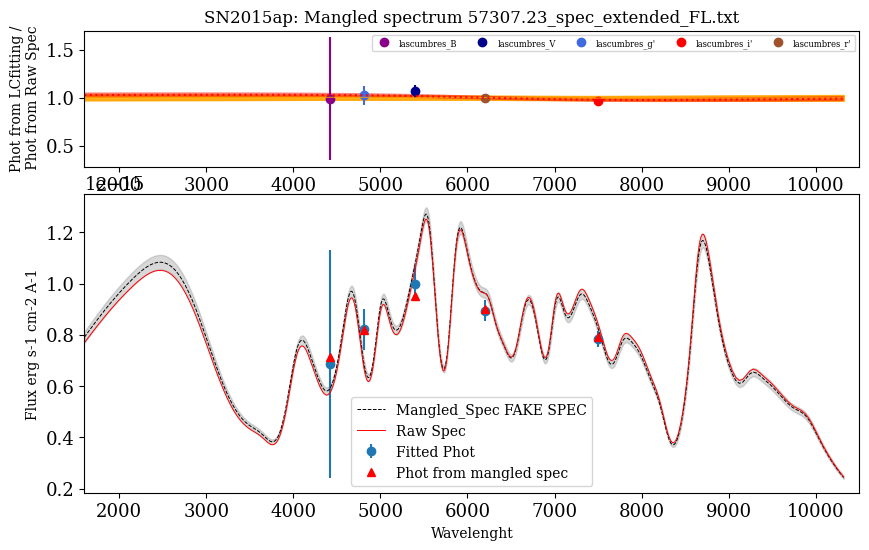 SN2015ap: Mangled spectrum 57307.23_spec_extended_FL.txt
Phot from LCfitting /
Phot from Raw Spec
1.5
1.0
0.5
lascumbres_B
lascumbres_V
lascumbres_g'
lascumbres_i'
lascumbres_r'
2000 3000 4000 5000 6000 7000 8000 9000 10000
1e−15
Flux erg s-1 cm-2 A-1
1.2
1.0
0.8
0.6
0.4
0.2
Mangled_Spec FAKE SPEC
Raw Spec
Fitted Phot
Phot from mangled spec
2000 3000 4000 5000 6000 7000 8000 9000 10000
Wavelenght